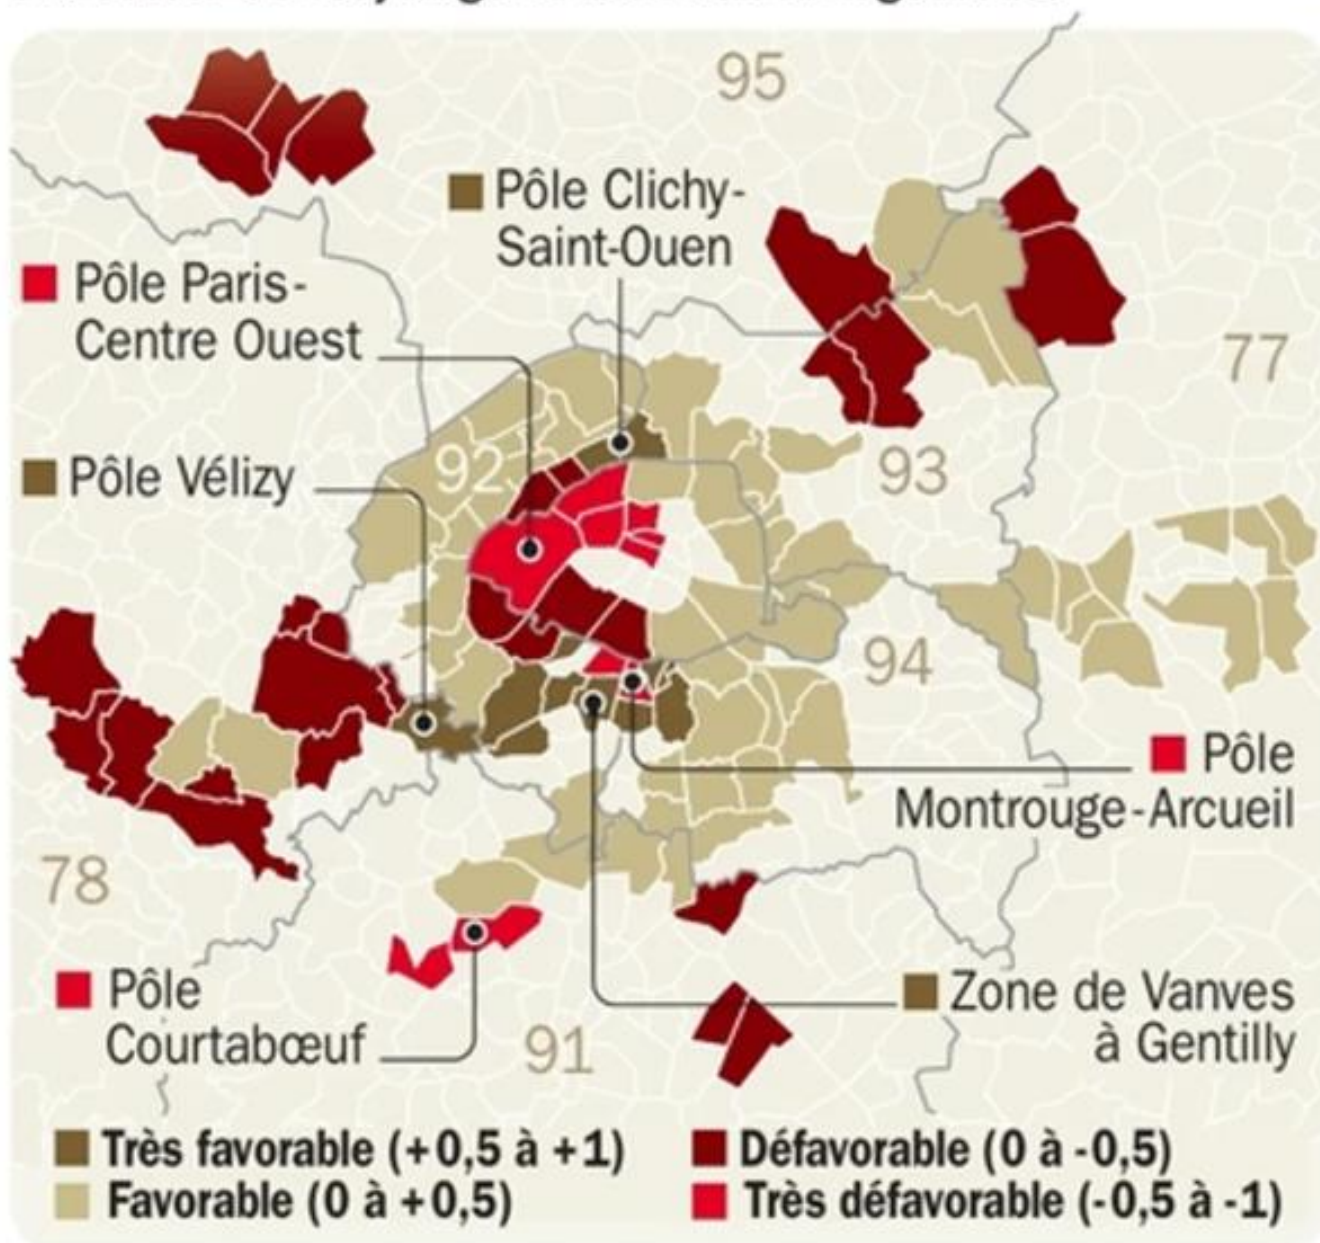 95
Pôle Clichy-
Saint-Ouen
Pôle Paris-
Centre Ouest
77
Pôle Vélizy
92
93
94
Pôle
Montrouge-Arcueil
78
Pôle
Courtabœuf
91
Zone de Vanves
à Gentilly
Très favorable (+0,5 à +1)
Favorable (0 à +0,5)
Défavorable (0 à -0,5)
Très défavorable (-0,5 à -1)